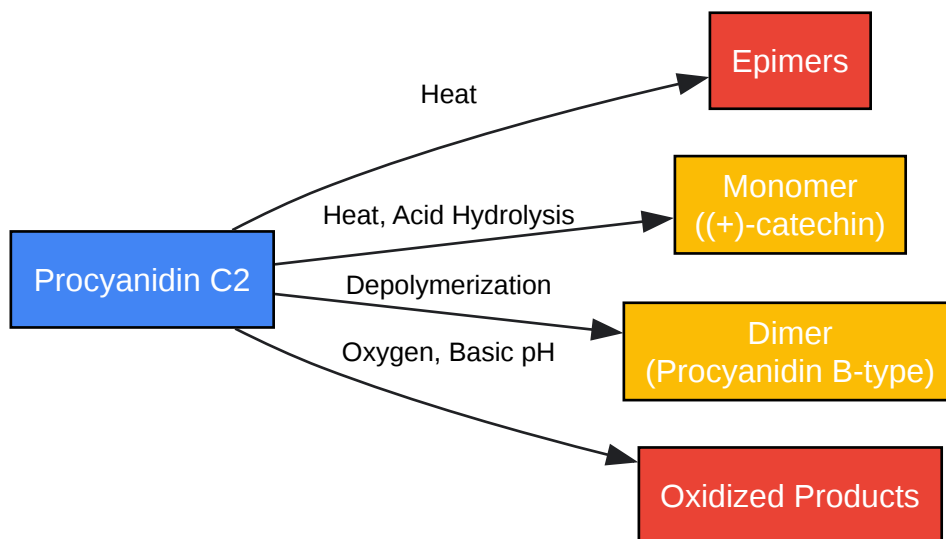 Epimers
Heat
Monomer
((+)-catechin)
Heat, Acid Hydrolysis
Procyanidin C2
Depolymerization
Dimer
(Procyanidin B-type)
Oxygen, Basic pH
Oxidized Products